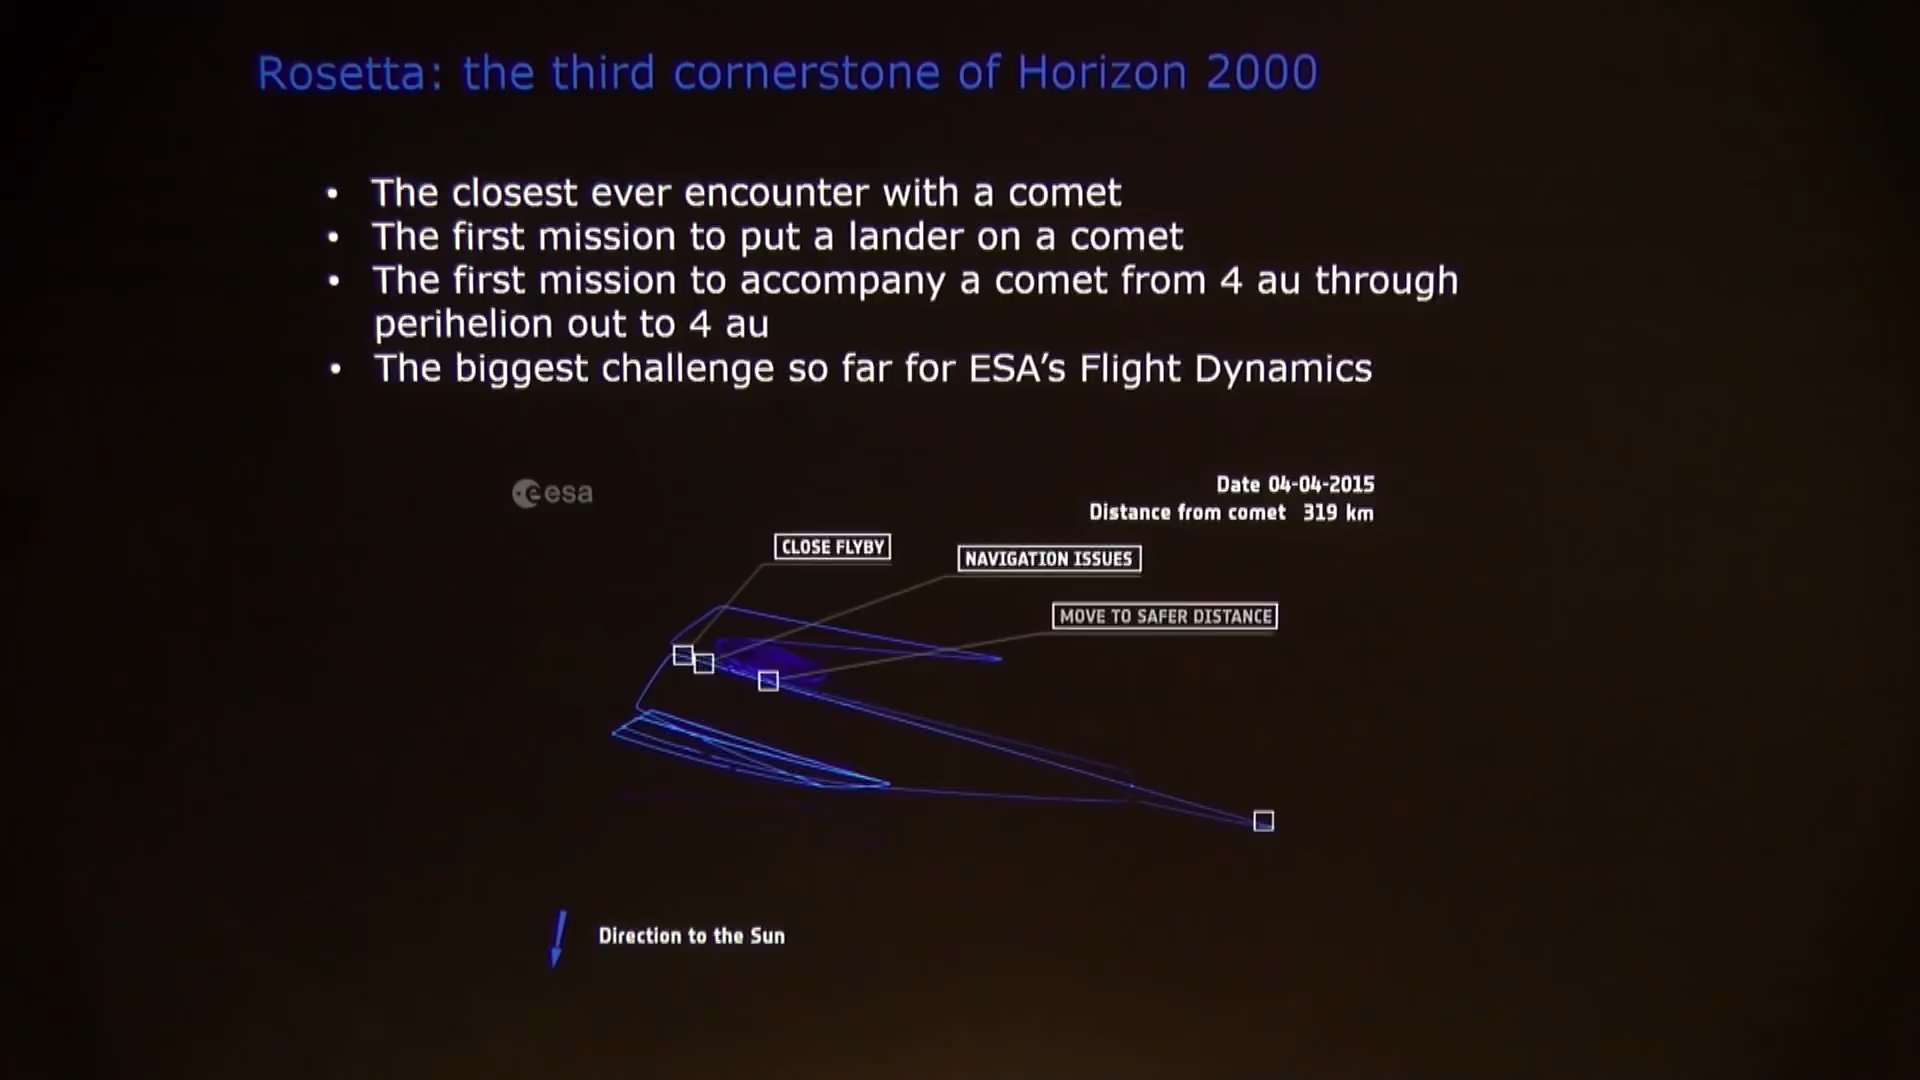 Rosetta: the third cornerstone of Horizon 2000
• The closest ever encounter with a comet
• The first mission to put a lander on a comet
• The first mission to accompany a comet from 4 au through
perihelion out to 4 au
• The biggest challenge so far for ESA’s Flight Dynamics
esa
Date 04-04-2015
Distance from comet 319 km
CLOSE FLYBY
NAVIGATION ISSUES
MOVE TO SAFER DISTANCE
Direction to the Sun